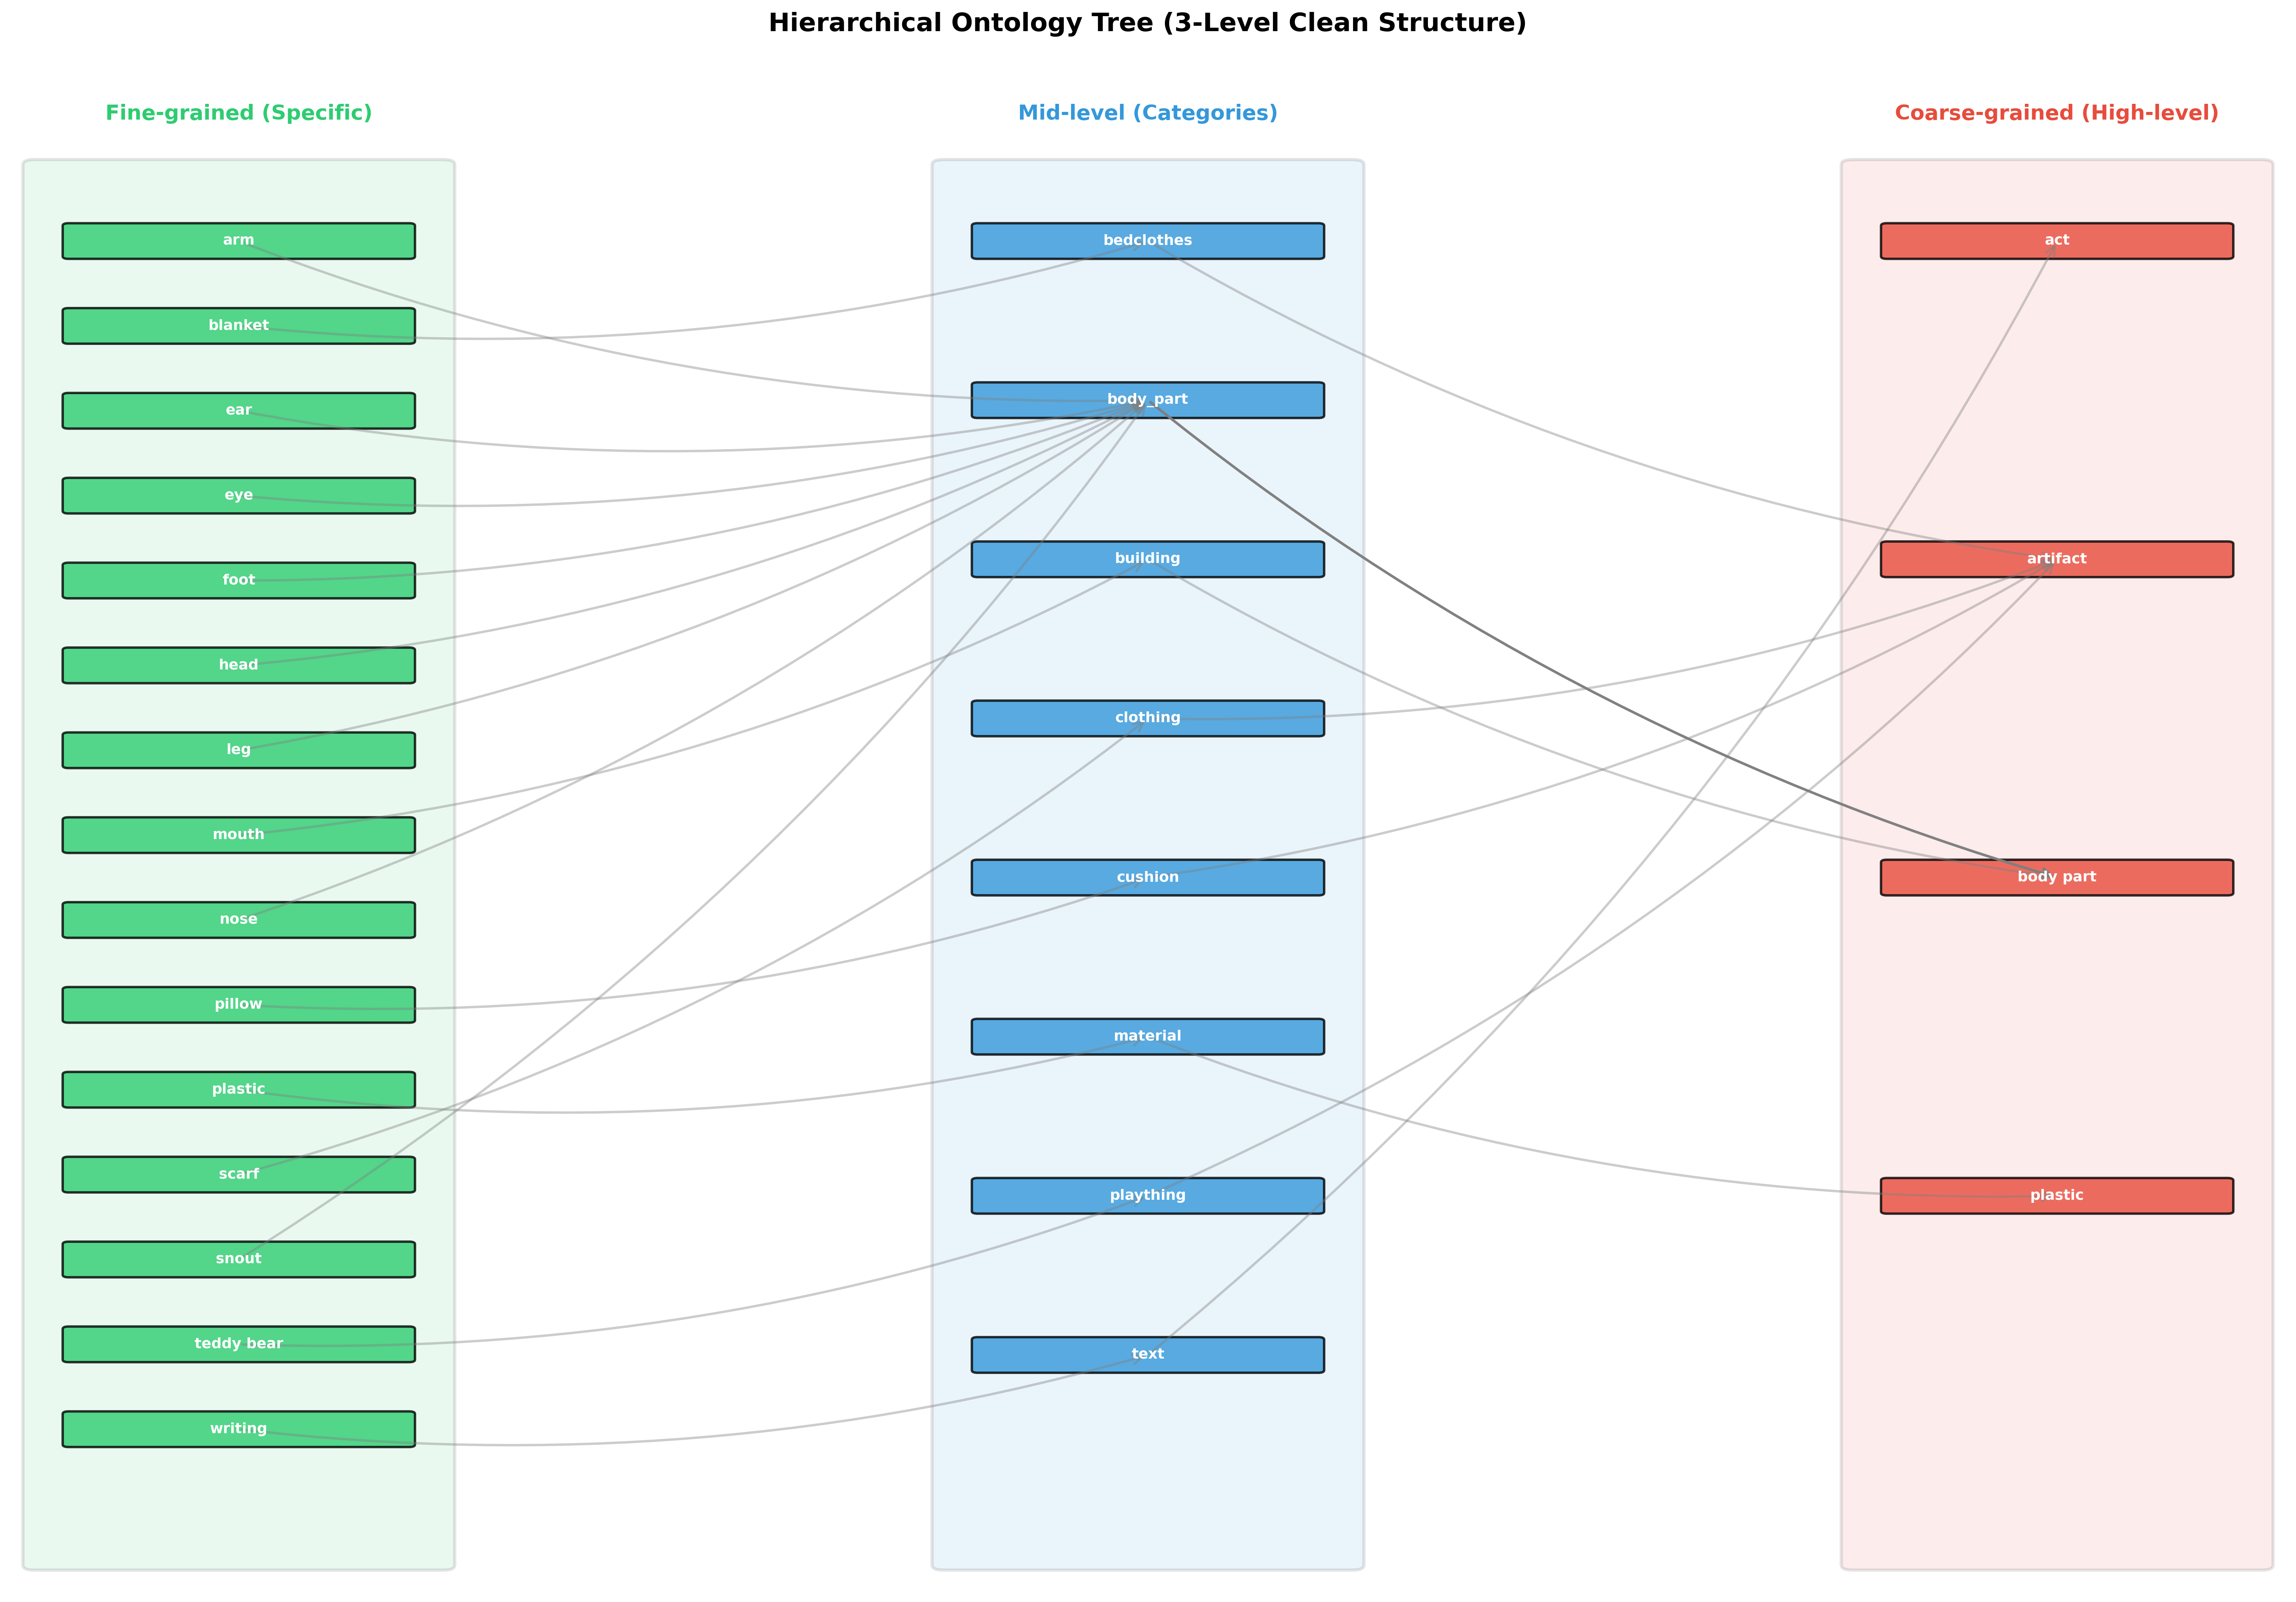 Hierarchical Ontology Tree (3-Level Clean Structure)
Fine-grained (Specific)
Mid-level (Categories)
Coarse-grained (High-level)
arm
blanket
ear
eye
foot
head
leg
mouth
nose
pillow
plastic
scarf
snout
teddy bear
writing
bedclothes
body_part
building
clothing
cushion
material
plaything
text
act
artifact
body part
plastic